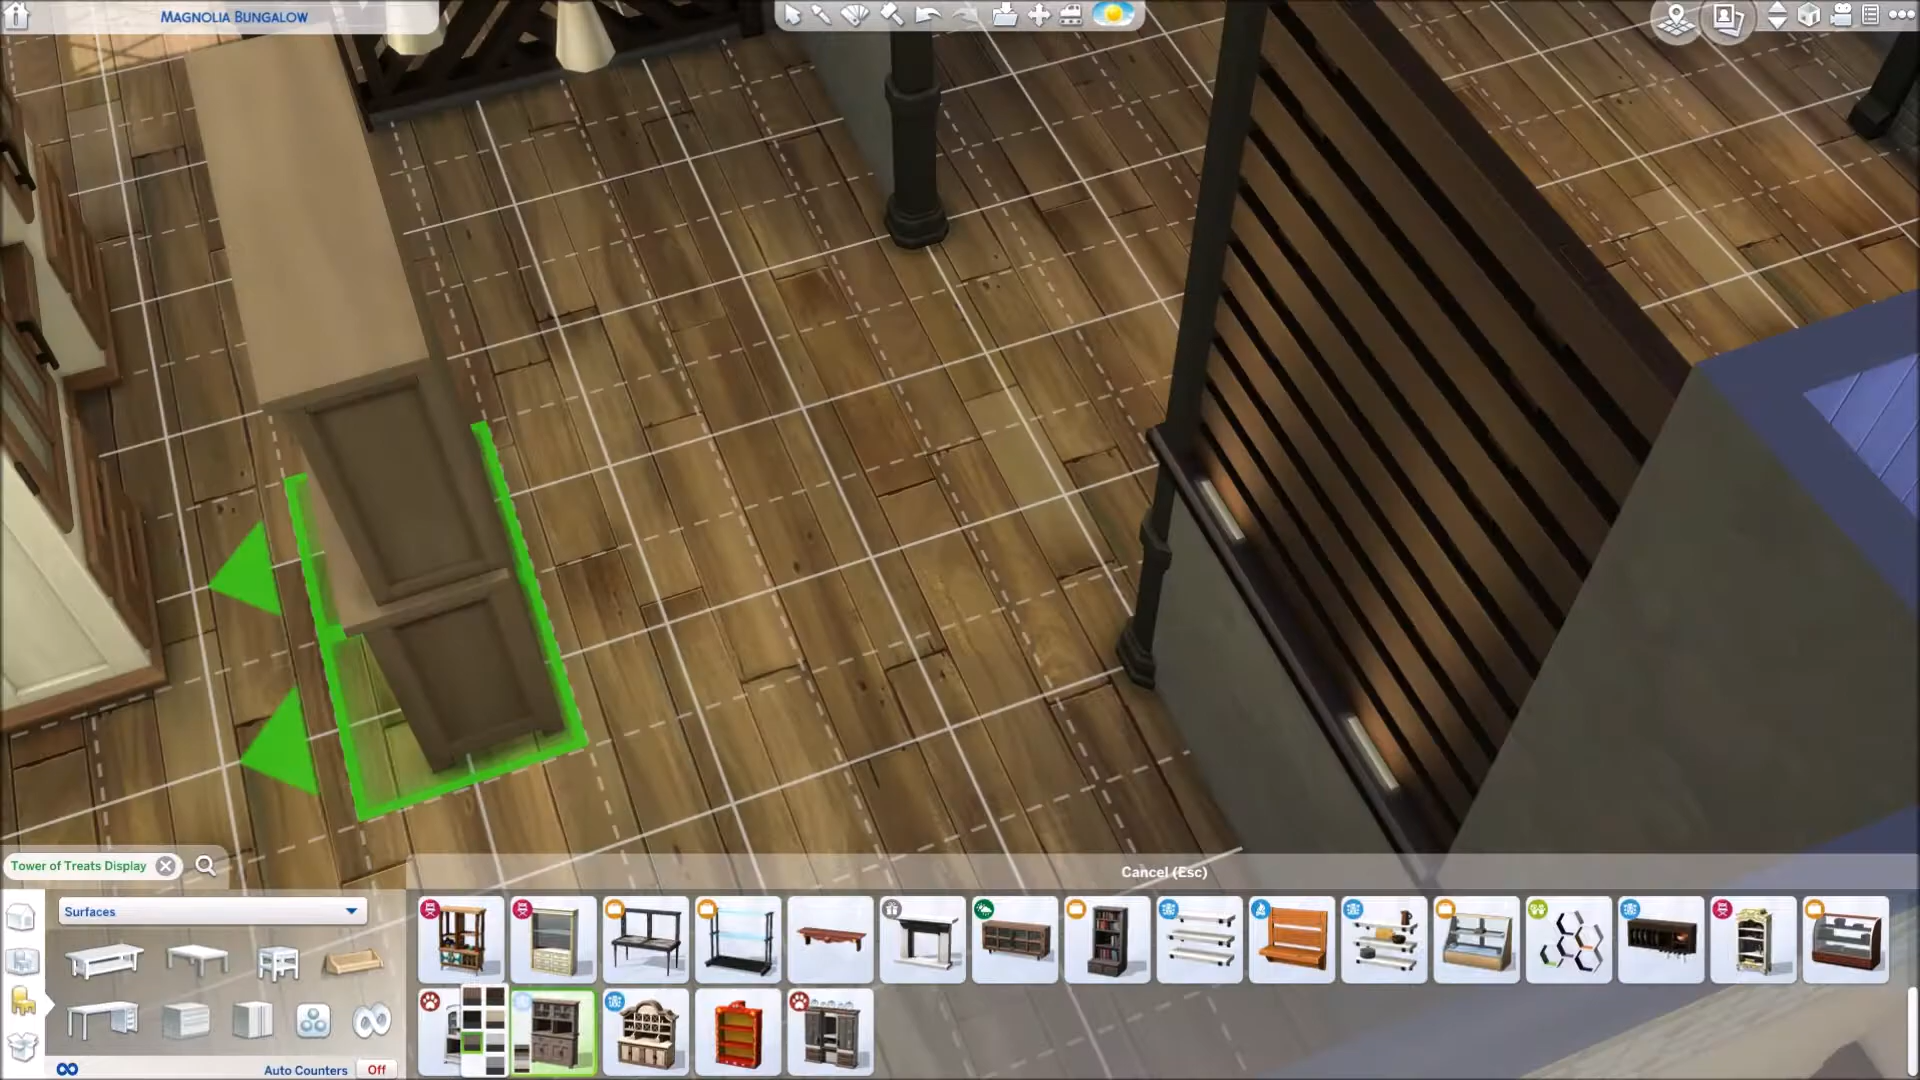 MAGNOLIA BUNGALOW
Tower of Treats Display
Cancel (Esc)
Surfaces
Auto Counters
Off